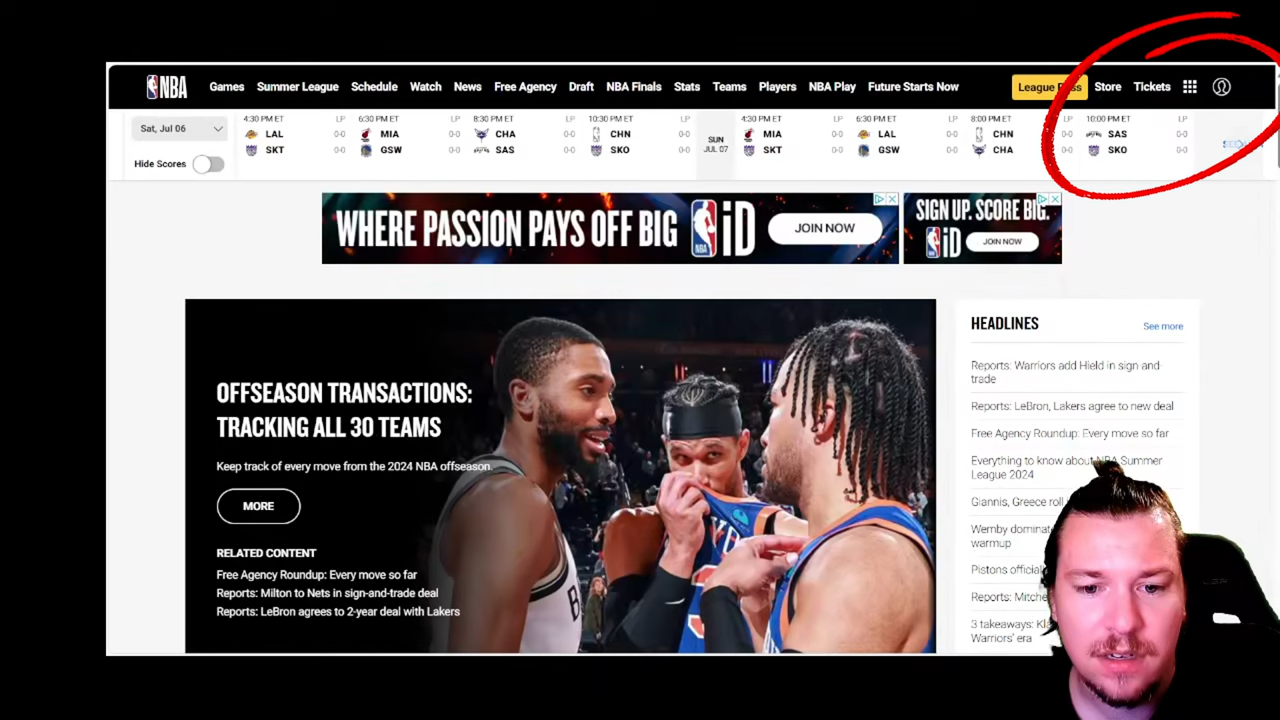 NBA Games Summer League Schedule Watch News Free Agency Draft NBA Finals Stats Teams Players NBA Play Future Starts Now League Pass Store Tickets
Sat, Jul 06
Hide Scores
4:30 PM ET LP
LAL 0-0
SKT 0-0
6:30 PM ET LP
MIA 0-0
GSW 0-0
8:30 PM ET LP
CHA 0-0
SAS 0-0
10:30 PM ET LP
CHN 0-0
SKO 0-0
SUN
JUL 07
4:30 PM ET LP
MIA 0-0
SKT 0-0
6:30 PM ET LP
LAL 0-0
GSW 0-0
8:00 PM ET LP
CHN 0-0
CHA 0-0
10:00 PM ET LP
SAS 0-0
SKO 0-0
WHERE PASSION PAYS OFF BIG NBA iD JOIN NOW
SIGN UP. SCORE BIG.
iD JOIN NOW
OFFSEASON TRANSACTIONS:
TRACKING ALL 30 TEAMS
Keep track of every move from the 2024 NBA offseason.
MORE
RELATED CONTENT
Free Agency Roundup: Every move so far
Reports: Milton to Nets in sign-and-trade deal
Reports: LeBron agrees to 2-year deal with Lakers
HEADLINES See more
Reports: Warriors add Hield in sign-and-
trade
Reports: LeBron, Lakers agree to new deal
Free Agency Roundup: Every move so far
Everything to know about NBA Summer
League 2024
Giannis, Greece roll
Wemby dominat
warmup
Pistons official
Reports: Mitche
3 takeaways: Kla
Warriors' era